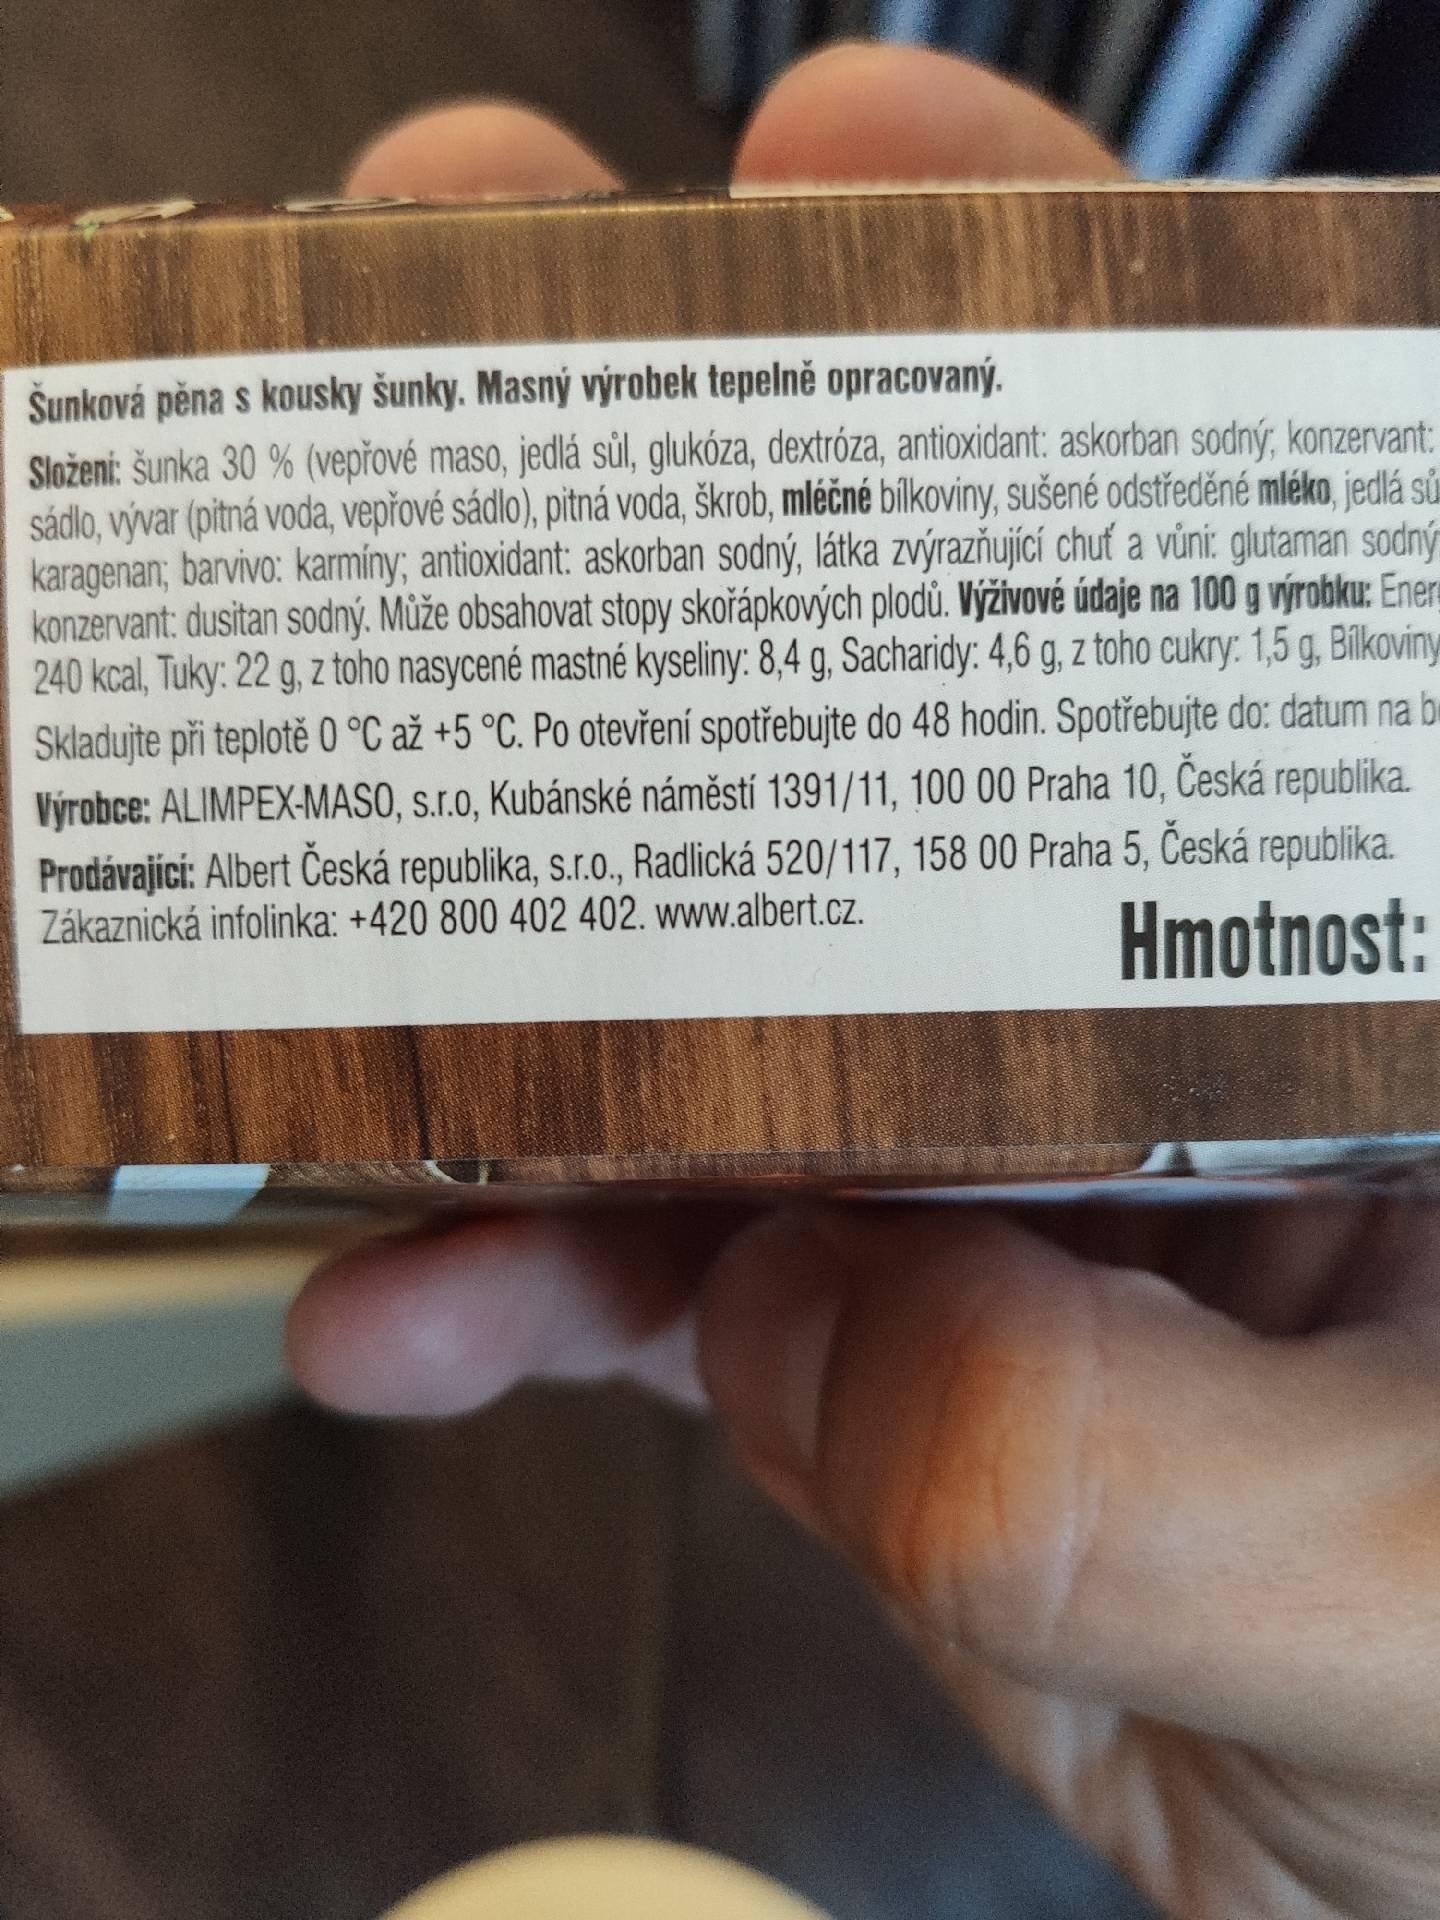 Šunková pěna s kousky šunky. Masný výrobek tepelně opracovaný.
Složení: šunka 30 % (vepřové maso, jedlá sůl, glukóza, dextróza, antioxidant: askorban sodný; konzervant:
sádlo, vývar (pitná voda, vepřové sádlo), pitná voda, škrob, mléčné bílkoviny, sušené odstředěné mléko, jedlá
karagenan; barvivo: karmíny; antioxidant: askorban sodný, látka zvýrazňující chuť a vůni: glutaman sodný
konzervant: dusitan sodný. Může obsahovat stopy skořápkových plodů. Výživové údaje na 100 g výrobku:
240 kcal, Tuky: 22 g, z toho nasycené mastné kyseliny: 8,4 g, Sacharidy: 4,6 g, z toho cukry: 1,5 g, Bílkoviny
Skladujte při teplotě 0 °C až +5 °C. Po otevření spotřebujte do 48 hodin. Spotřebujte do: datum na
Výrobce: ALIMPEX-MASO, s.r.o, Kubánské náměstí 1391/11, 100 00 Praha 10, Česká republika.
Prodávající: Albert Česká republika, s.r.o., Radlická 520/117, 158 00 Praha 5, Česká republika.
Zákaznická infolinka: +420 800 402 402. www.albert.cz.
Hmotnost: